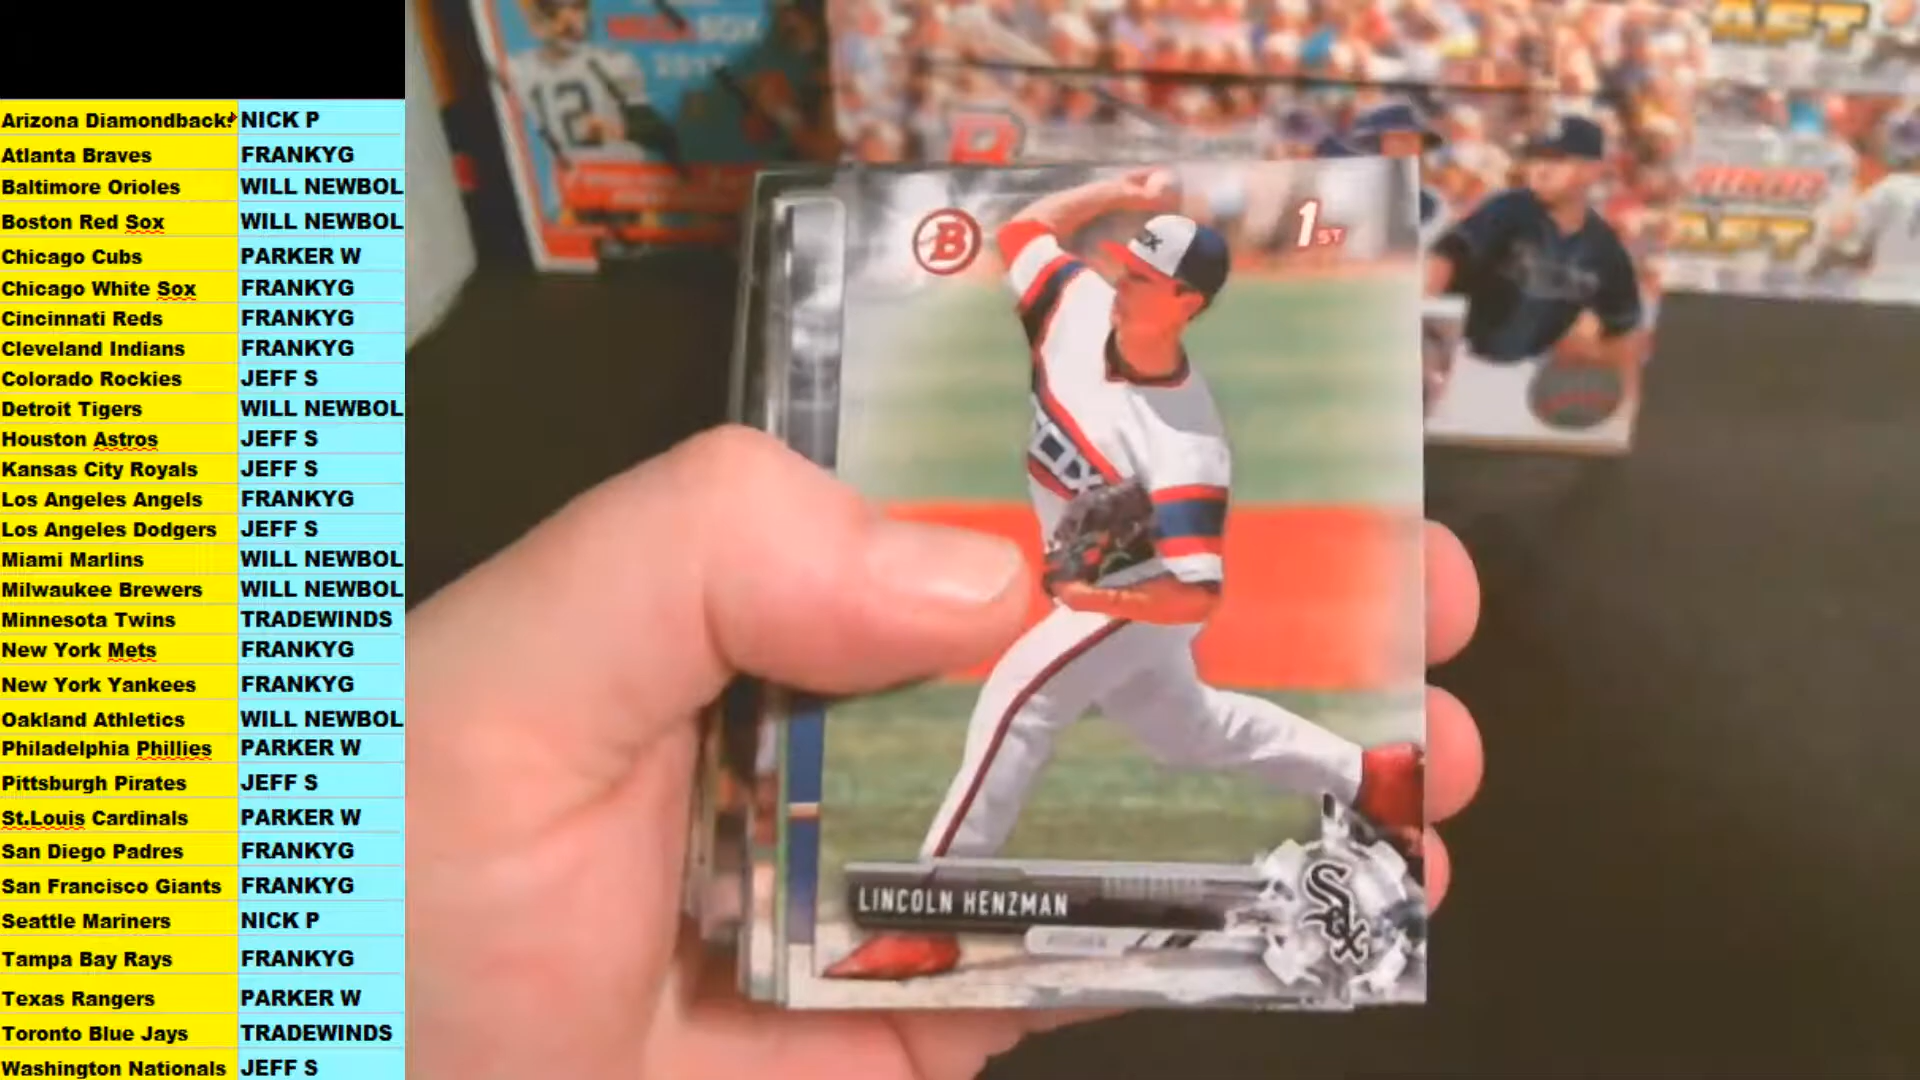 Arizona Diamondbacks NICK P
Atlanta Braves FRANKYG
Baltimore Orioles WILL NEWBOL
Boston Red Sox WILL NEWBOL
Chicago Cubs PARKER W
Chicago White Sox FRANKYG
Cincinnati Reds FRANKYG
Cleveland Indians FRANKYG
Colorado Rockies JEFF S
Detroit Tigers WILL NEWBOL
Houston Astros JEFF S
Kansas City Royals JEFF S
Los Angeles Angels FRANKYG
Los Angeles Dodgers JEFF S
Miami Marlins WILL NEWBOL
Milwaukee Brewers WILL NEWBOL
Minnesota Twins TRADEWINDS
New York Mets FRANKYG
New York Yankees FRANKYG
Oakland Athletics WILL NEWBOL
Philadelphia Phillies PARKER W
Pittsburgh Pirates JEFF S
St.Louis Cardinals PARKER W
San Diego Padres FRANKYG
San Francisco Giants FRANKYG
Seattle Mariners NICK P
Tampa Bay Rays FRANKYG
Texas Rangers PARKER W
Toronto Blue Jays TRADEWINDS
Washington Nationals JEFF S
2017
12
B
B
1ST
SOX
LINCOLN HENZMAN
PITCHER
Sox